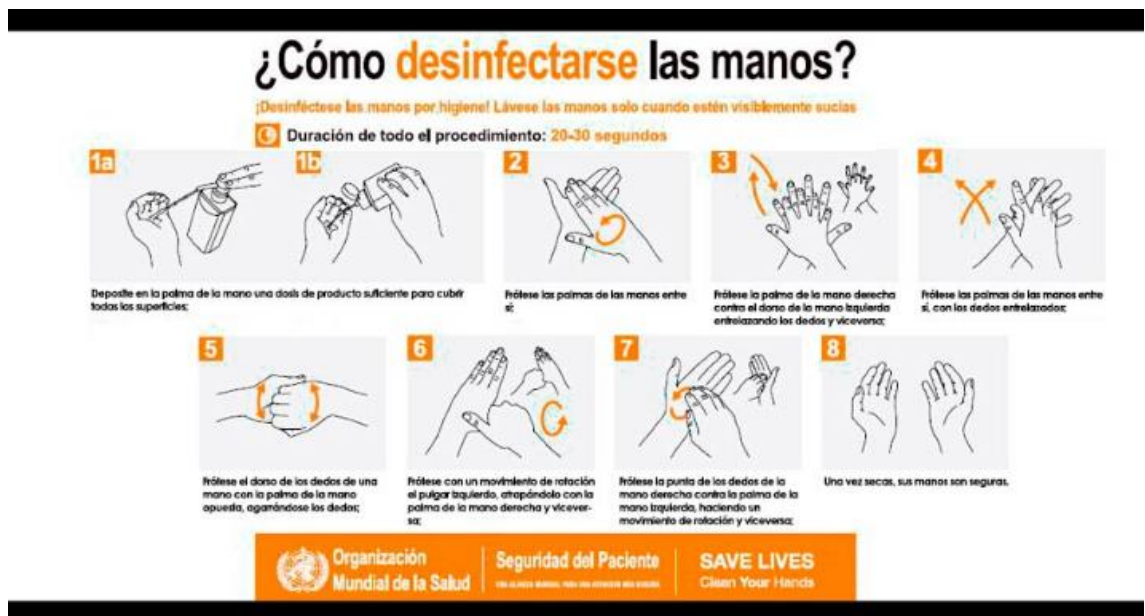 ¿Cómo desinfectarse las manos?
¡Desinféctese las manos por higiene! Lávese las manos solo cuando estén visiblemente sucias
Duración de todo el procedimiento: 20-30 segundos
1a
1b
2
3
4
Deposite en la palma de la mano una dosis de producto suficiente para cubrir
todas las superficies;
Frótese las palmas de las manos entre
sí;
Frótese la palma de la mano derecha
contra el dorso de la mano izquierda
entrelazando los dedos y viceversa;
Frótese las palmas de las manos entre
sí, con los dedos entrelazados;
5
6
7
8
Frótese el dorso de los dedos de una
mano con la palma de la mano
opuesta, agarrándose los dedos;
Frótese con un movimiento de rotación
el pulgar izquierdo, atrapándolo con la
palma de la mano derecha y vicever-
sa;
Frótese la punta de los dedos de la
mano derecha contra la palma de la
mano izquierda, haciendo un
movimiento de rotación y viceversa;
Una vez secas, sus manos son seguras.
Organización
Mundial de la Salud
Seguridad del Paciente
UNA ALIANZA MUNDIAL PARA UNA ATENCIÓN MÁS SEGURA
SAVE LIVES
Clean Your Hands